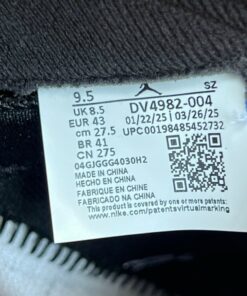 9.5 SZ
UK 8.5 DV4982-004
EUR 43 01/22/25 | 03/26/25
cm 27.5 UPC00198485452732
BR 41
CN 275
04GJGGG4030H2
MADE IN CHINA
HECHO EN CHINA
FABRIQUÉ EN CHINE
FABRICADO NA CHINA
This product is covered by one or more patents. See
www.nike.com/patentsvirtualmarking